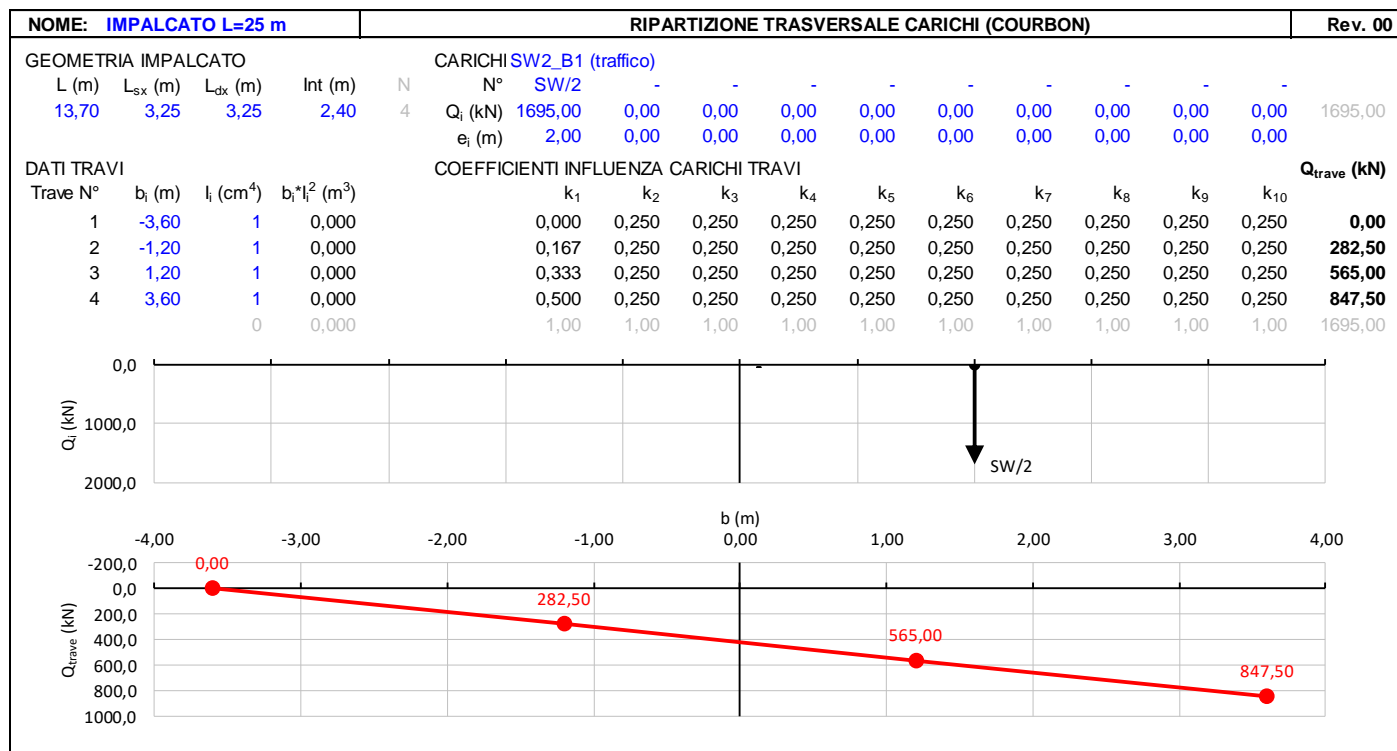 NOME: IMPALCATO L=25 m RIPARTIZIONE TRASVERSALE CARICHI (COURBON) Rev. 00
GEOMETRIA IMPALCATO CARICHI SW2_B1 (traffico)
L (m) Lsx (m) Ldx (m) Int (m) N N° SW/2 - - - - - - - - -
13,70 3,25 3,25 2,40 4 Qi (kN) 1695,00 0,00 0,00 0,00 0,00 0,00 0,00 0,00 0,00 0,00 1695,00
ei (m) 2,00 0,00 0,00 0,00 0,00 0,00 0,00 0,00 0,00 0,00
DATI TRAVI COEFFICIENTI INFLUENZA CARICHI TRAVI Qtrave (kN)
Trave N° bi (m) Ii (cm4) bi*Ii2 (m3) k1 k2 k3 k4 k5 k6 k7 k8 k9 k10
1 -3,60 1 0,000 0,000 0,250 0,250 0,250 0,250 0,250 0,250 0,250 0,250 0,250 0,00
2 -1,20 1 0,000 0,167 0,250 0,250 0,250 0,250 0,250 0,250 0,250 0,250 0,250 282,50
3 1,20 1 0,000 0,333 0,250 0,250 0,250 0,250 0,250 0,250 0,250 0,250 0,250 565,00
4 3,60 1 0,000 0,500 0,250 0,250 0,250 0,250 0,250 0,250 0,250 0,250 0,250 847,50
0 0,000 1,00 1,00 1,00 1,00 1,00 1,00 1,00 1,00 1,00 1,00 1695,00
0,0
-
Qi (kN)
1000,0
SW/2
2000,0
b (m)
-4,00 -3,00 -2,00 -1,00 0,00 1,00 2,00 3,00 4,00
-200,0
0,00
0,0
282,50
200,0
Qtrave (kN)
400,0
565,00
600,0
847,50
800,0
1000,0